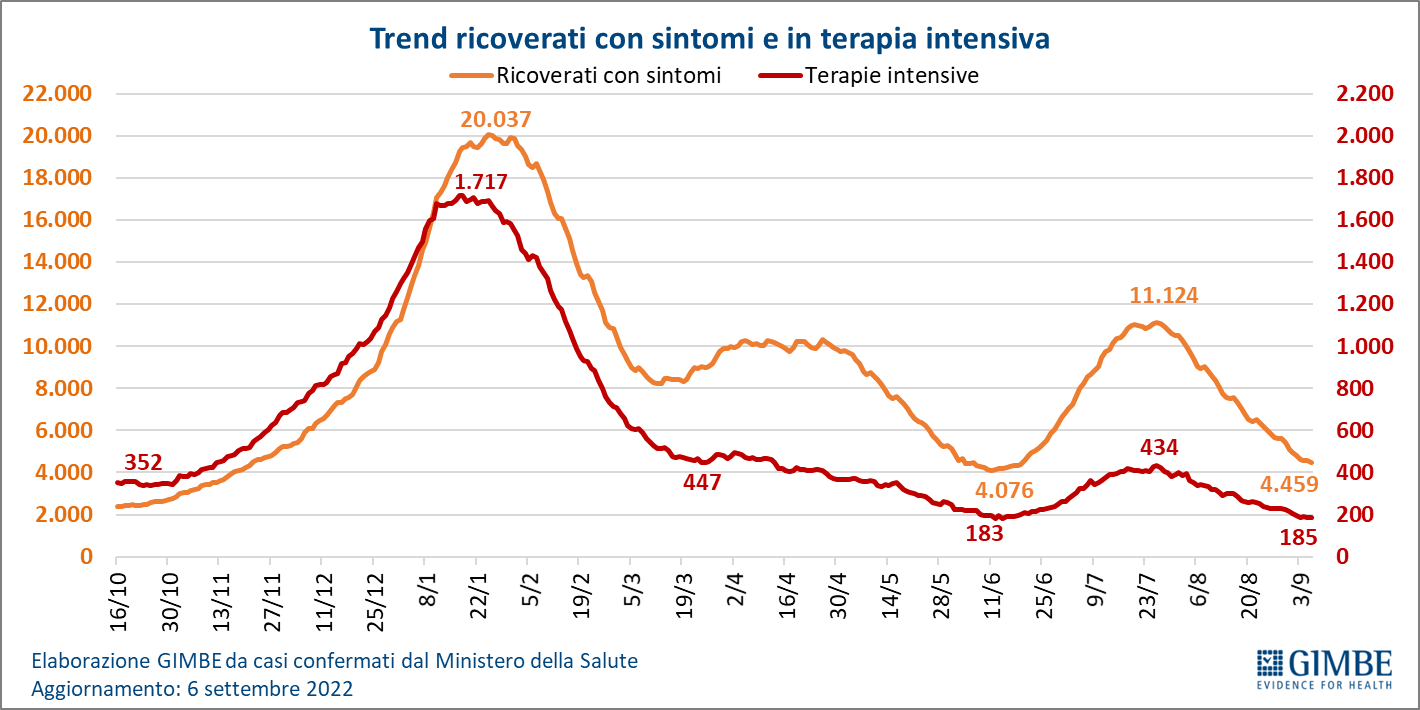 Trend ricoverati con sintomi e in terapia intensiva
Ricoverati con sintomi Terapie intensive
22.000 2.200
20.000 20.037 2.000
18.000 1.717 1.800
16.000 1.600
14.000 1.400
12.000 11.124 1.200
10.000 1.000
8.000 800
6.000 600
352 434
4.000 447 4.076 4.459 400
2.000 183 185 200
0 0
16/10 30/10 13/11 27/11 11/12 25/12 8/1 22/1 5/2 19/2 5/3 19/3 2/4 16/4 30/4 14/5 28/5 11/6 25/6 9/7 23/7 6/8 20/8 3/9
Elaborazione GIMBE da casi confermati dal Ministero della Salute
Aggiornamento: 6 settembre 2022
GIMBE
EVIDENCE FOR HEALTH